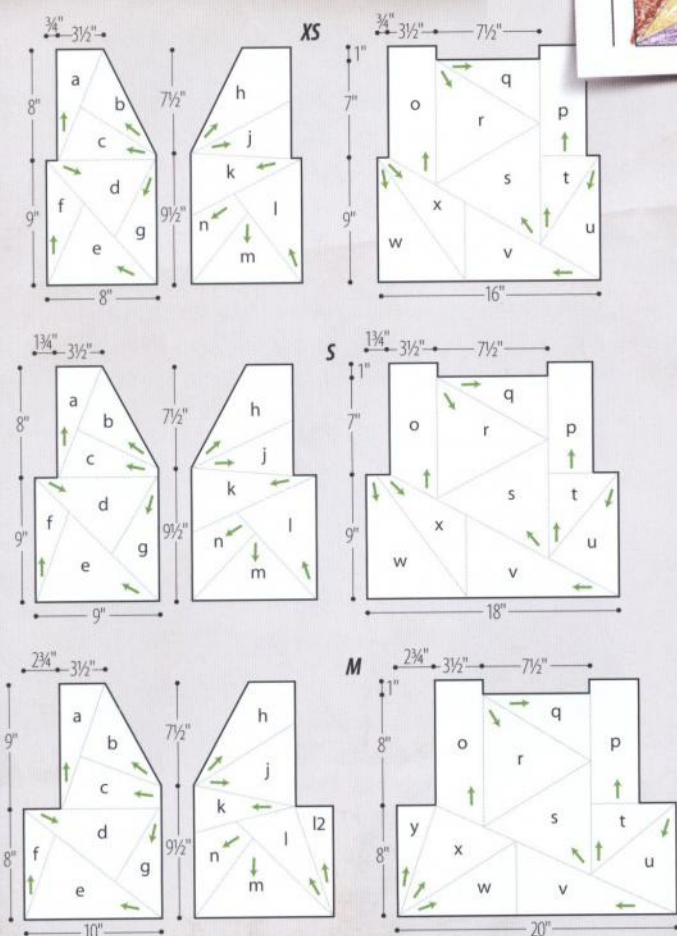 XS
¾" 3½"
8"
9"
8"
a
b
c
d
f
g
e
7½"
9½"
h
j
k
n
l
m
¾" 3½" 7½"
1"
7"
9"
16"
o
q
p
r
s
t
x
u
w
v
S
1¾" 3½"
8"
9"
9"
a
b
c
d
f
g
e
7½"
9½"
h
j
k
n
l
m
1¾" 3½" 7½"
1"
7"
9"
18"
o
q
p
r
s
t
x
u
w
v
M
2¾" 3½"
9"
8"
10"
a
b
c
d
f
g
e
7½"
9½"
h
j
k
l2
n
l
m
2¾" 3½" 7½"
1"
8"
8"
20"
o
q
p
r
s
t
y
x
u
w
v